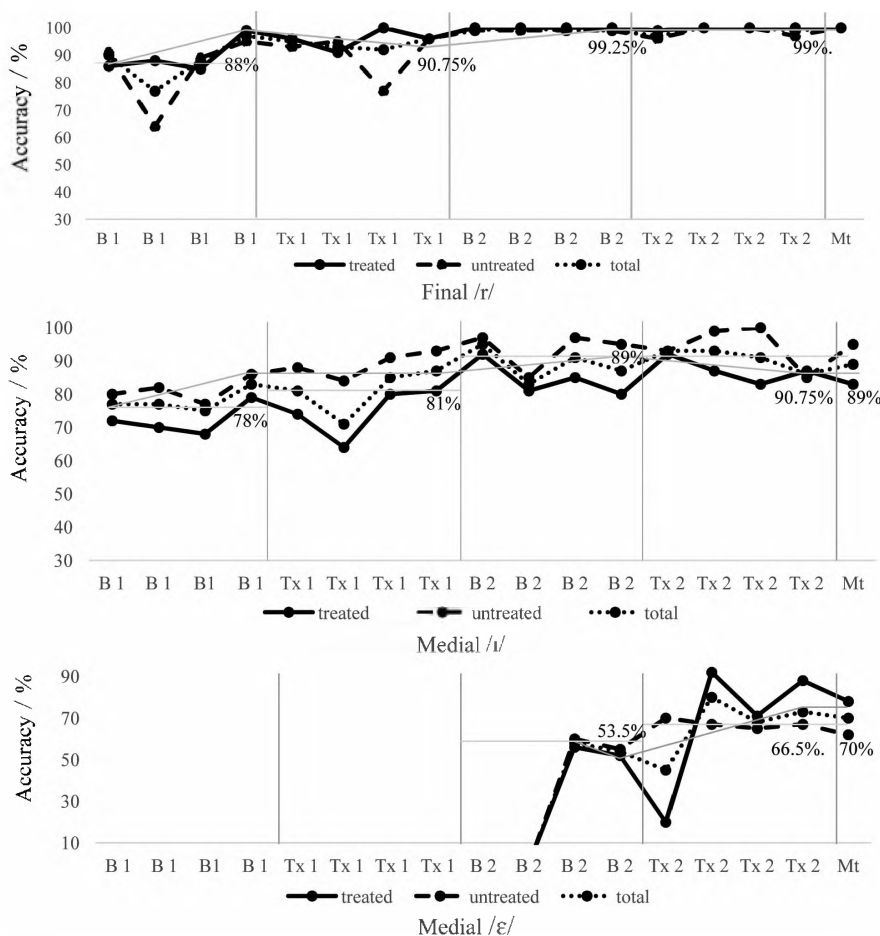 Accuracy / %
100
90
80
70
60
50
40
30
88%
90.75%
99.25%
99%.
B 1 B 1 B1 B 1 Tx 1 Tx 1 Tx 1 Tx 1 B 2 B 2 B 2 B 2 Tx 2 Tx 2 Tx 2 Tx 2 Mt
treated untreated total
Final /r/
Accuracy / %
100
90
80
70
60
50
40
30
78%
81%
89%
90.75%
89%
B 1 B 1 B1 B 1 Tx 1 Tx 1 Tx 1 Tx 1 B 2 B 2 B 2 B 2 Tx 2 Tx 2 Tx 2 Tx 2 Mt
treated untreated total
Medial /ɪ/
Accuracy / %
90
70
50
30
10
53.5%
66.5%.
70%
B 1 B 1 B1 B 1 Tx 1 Tx 1 Tx 1 Tx 1 B 2 B 2 B 2 B 2 Tx 2 Tx 2 Tx 2 Tx 2 Mt
treated untreated total
Medial /ɛ/